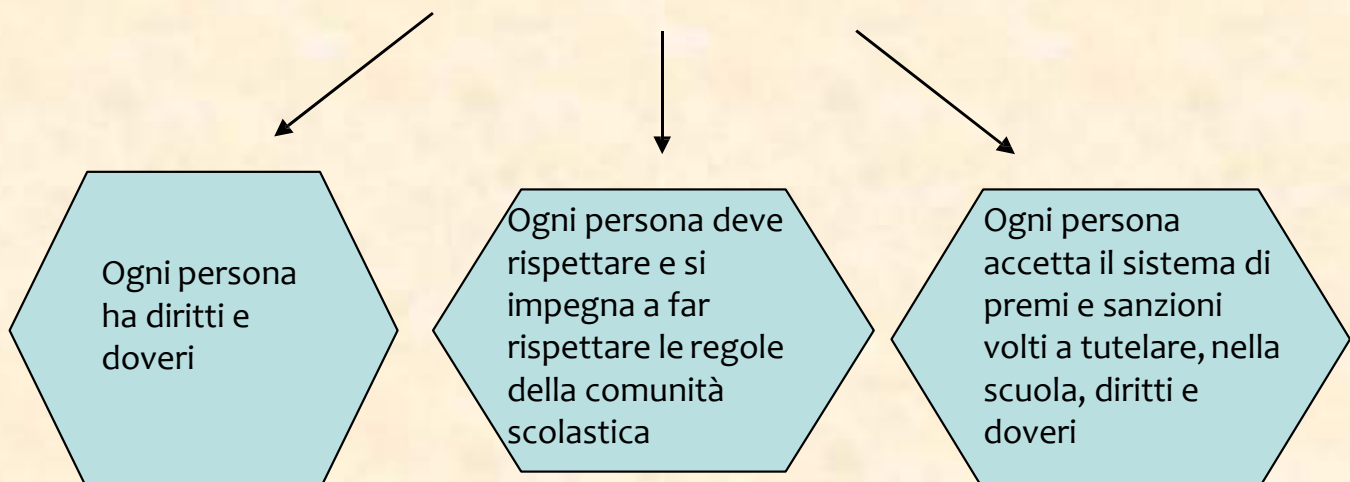 Ogni persona
ha diritti e
doveri
Ogni persona deve
rispettare e si
impegna a far
rispettare le regole
della comunità
scolastica
Ogni persona
accetta il sistema di
premi e sanzioni
volti a tutelare, nella
scuola, diritti e
doveri